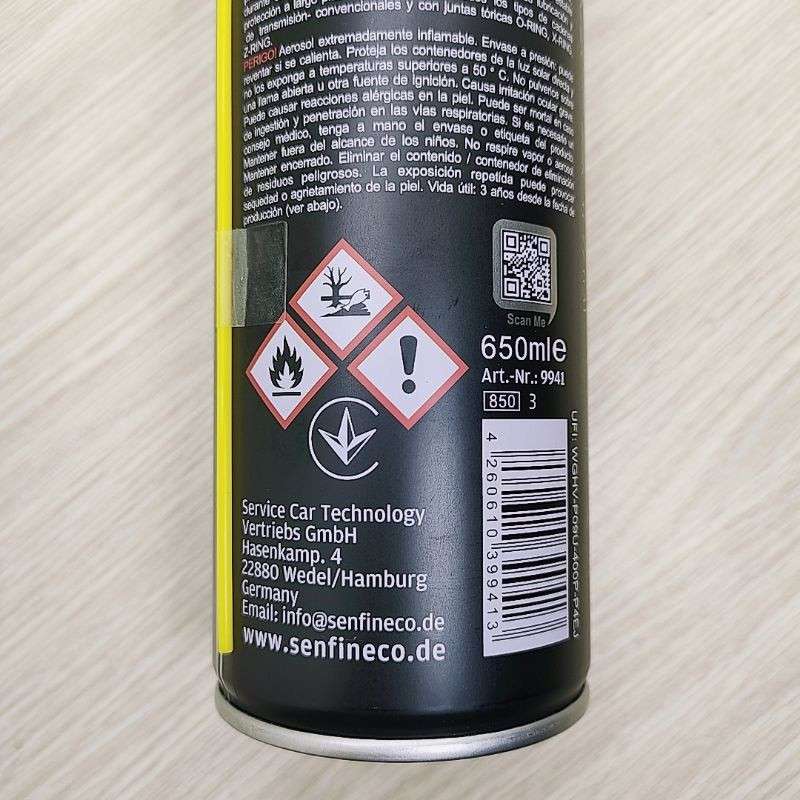 protección a largo
de transmisión- convencionales y con juntas tóricas O-RING, X-RING,
Z-RING.
¡PERIGO! Aerosol extremadamente inflamable. Envase a presión: puede
reventar si se calienta. Proteja los contenedores de la luz solar directa y
no los exponga a temperaturas superiores a 50 ° C. No pulverice sobre
una llama abierta u otra fuente de ignición. Causa irritación ocular grave.
Puede causar reacciones alérgicas en la piel. Puede ser mortal en caso
de ingestión y penetración en las vías respiratorias. Si es necesario un
consejo médico, tenga a mano el envase o etiqueta del producto.
Mantener fuera del alcance de los niños. No respire vapor o aerosol.
Mantener encerrado. Eliminar el contenido / contenedor de eliminación
de residuos peligrosos. La exposición repetida puede provocar
sequedad o agrietamiento de la piel. Vida útil: 3 años desde la fecha de
producción (ver abajo).
Scan Me
650ml℮
Art.-Nr.: 9941
850 3
4 260610 399413
UFI: WGHV-P09U-400P-P4EJ
Service Car Technology
Vertriebs GmbH
Hasenkamp. 4
22880 Wedel/Hamburg
Germany
Email: info@senfineco.de
www.senfineco.de